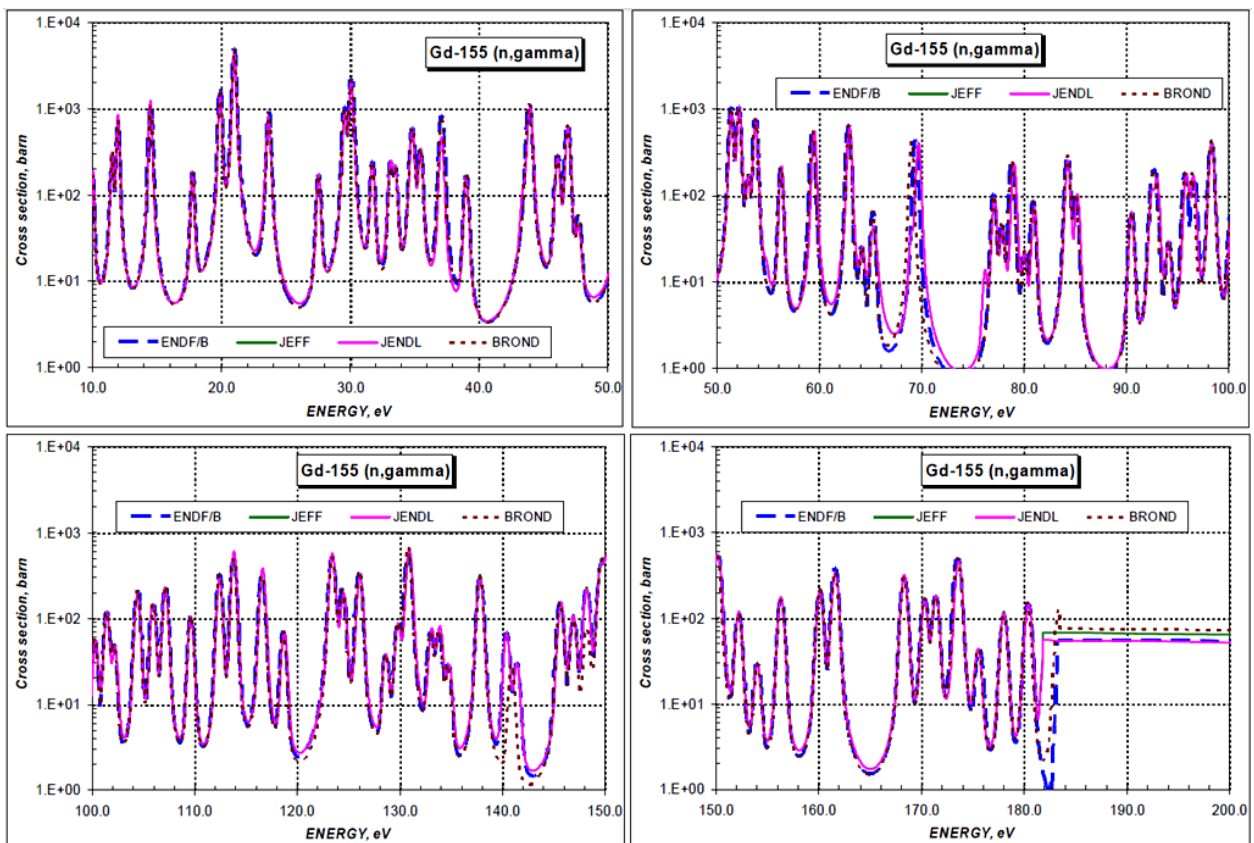 1.E+04
Gd-155 (n,gamma)
1.E+03
1.E+02
Cross section, barn
1.E+01
ENDF/B JEFF JENDL BROND
1.E+00
10.0 20.0 30.0 40.0 50.0
ENERGY, eV
1.E+04
Gd-155 (n,gamma)
ENDF/B JEFF JENDL BROND
1.E+03
1.E+02
Cross section, barn
1.E+01
1.E+00
50.0 60.0 70.0 80.0 90.0 100.0
ENERGY, eV
1.E+04
Gd-155 (n,gamma)
ENDF/B JEFF JENDL BROND
1.E+03
1.E+02
Cross section, barn
1.E+01
1.E+00
100.0 110.0 120.0 130.0 140.0 150.0
ENERGY, eV
1.E+04
Gd-155 (n,gamma)
ENDF/B JEFF JENDL BROND
1.E+03
1.E+02
Cross section, barn
1.E+01
1.E+00
150.0 160.0 170.0 180.0 190.0 200.0
ENERGY, eV